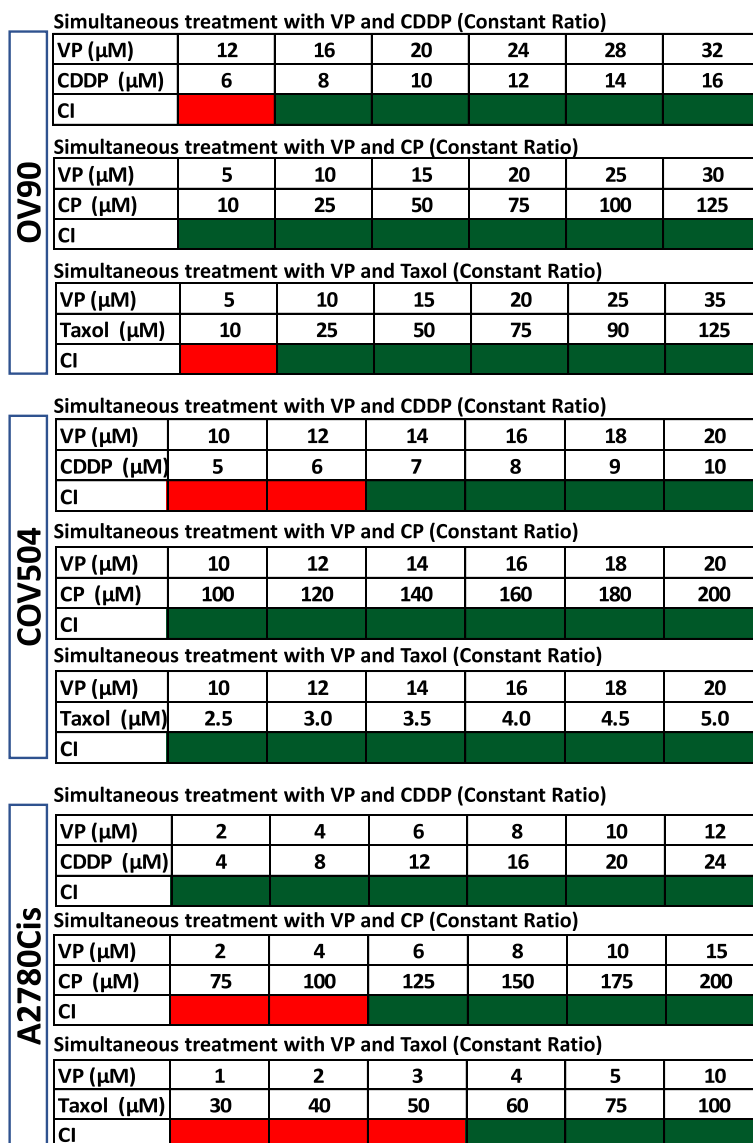 OV90
Simultaneous treatment with VP and CDDP (Constant Ratio)
VP (µM) 12 16 20 24 28 32
CDDP (µM) 6 8 10 12 14 16
CI
Simultaneous treatment with VP and CP (Constant Ratio)
VP (µM) 5 10 15 20 25 30
CP (µM) 10 25 50 75 100 125
CI
Simultaneous treatment with VP and Taxol (Constant Ratio)
VP (µM) 5 10 15 20 25 35
Taxol (µM) 10 25 50 75 90 125
CI
COV504
Simultaneous treatment with VP and CDDP (Constant Ratio)
VP (µM) 10 12 14 16 18 20
CDDP (µM) 5 6 7 8 9 10
CI
Simultaneous treatment with VP and CP (Constant Ratio)
VP (µM) 10 12 14 16 18 20
CP (µM) 100 120 140 160 180 200
CI
Simultaneous treatment with VP and Taxol (Constant Ratio)
VP (µM) 10 12 14 16 18 20
Taxol (µM) 2.5 3.0 3.5 4.0 4.5 5.0
CI
A2780Cis
Simultaneous treatment with VP and CDDP (Constant Ratio)
VP (µM) 2 4 6 8 10 12
CDDP (µM) 4 8 12 16 20 24
CI
Simultaneous treatment with VP and CP (Constant Ratio)
VP (µM) 2 4 6 8 10 15
CP (µM) 75 100 125 150 175 200
CI
Simultaneous treatment with VP and Taxol (Constant Ratio)
VP (µM) 1 2 3 4 5 10
Taxol (µM) 30 40 50 60 75 100
CI